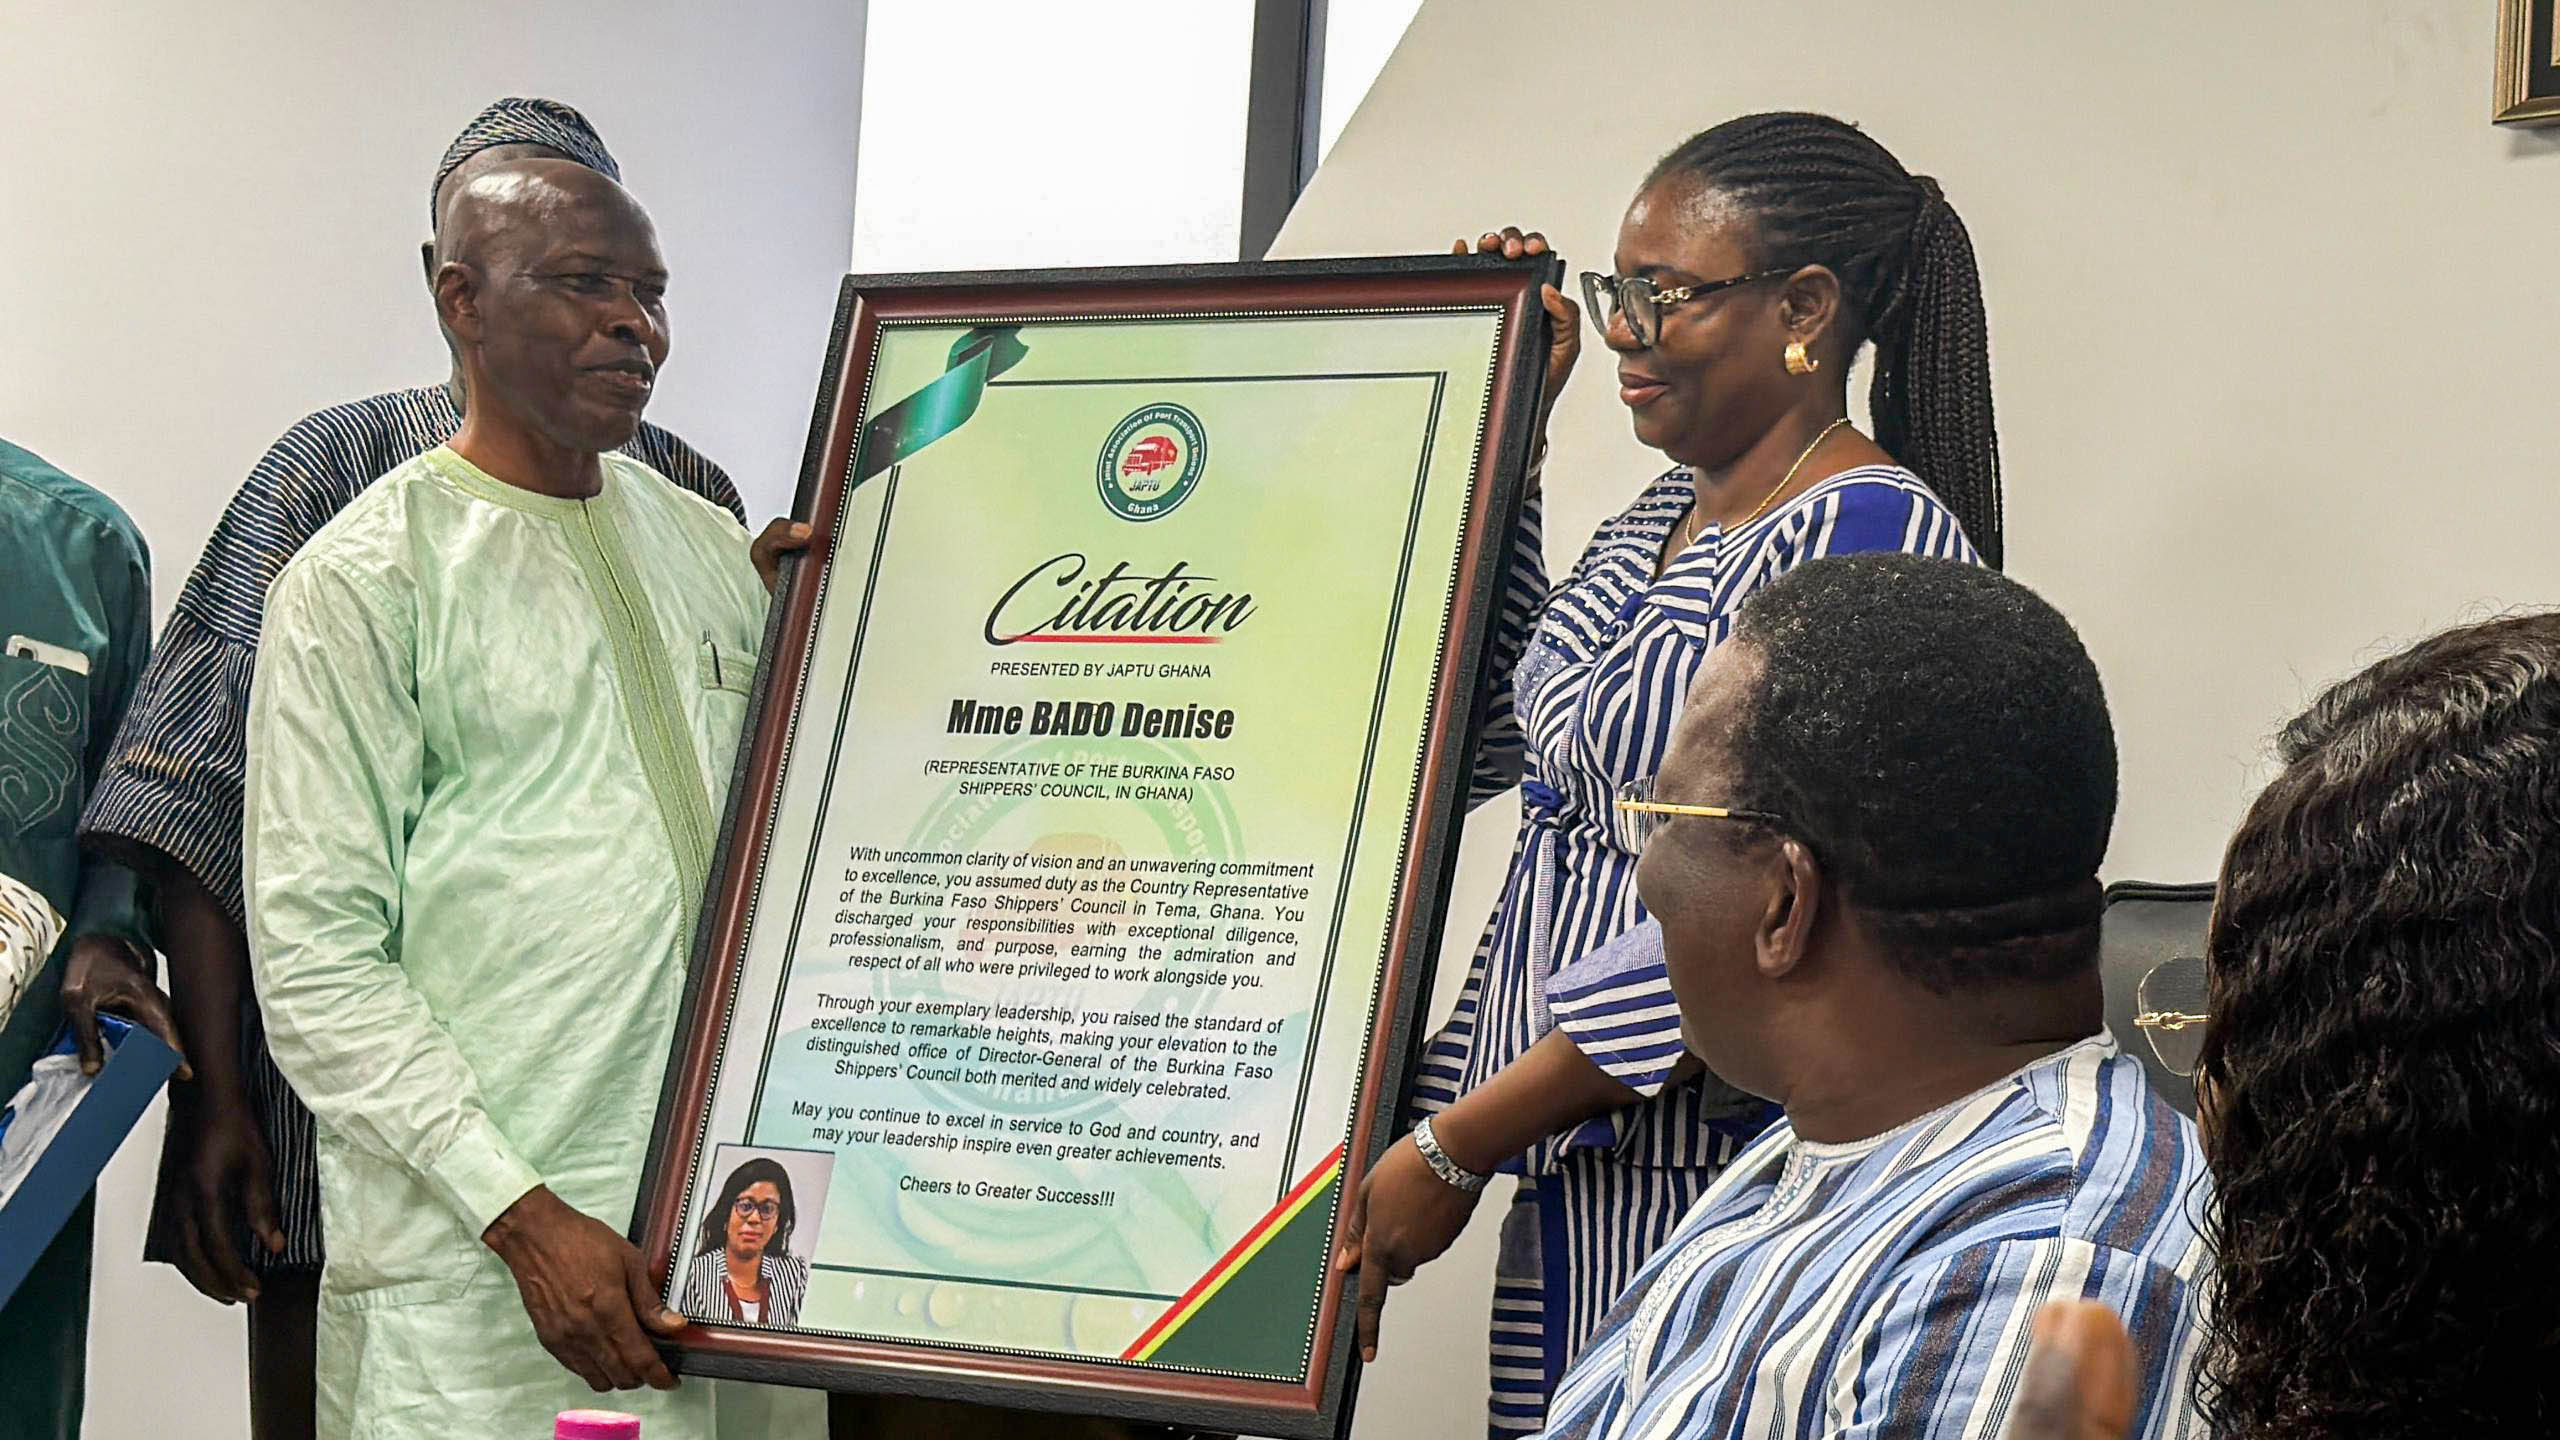 Joint Association Of Port Transport Unions
JAPTU
Ghana
Citation
PRESENTED BY JAPTU GHANA
Mme BADO Denise
(REPRESENTATIVE OF THE BURKINA FASO
SHIPPERS' COUNCIL, IN GHANA)
With uncommon clarity of vision and an unwavering commitment
to excellence, you assumed duty as the Country Representative
of the Burkina Faso Shippers' Council in Tema, Ghana. You
discharged your responsibilities with exceptional diligence,
professionalism, and purpose, earning the admiration and
respect of all who were privileged to work alongside you.
Through your exemplary leadership, you raised the standard of
excellence to remarkable heights, making your elevation to the
distinguished office of Director-General of the Burkina Faso
Shippers' Council both merited and widely celebrated.
May you continue to excel in service to God and country, and
may your leadership inspire even greater achievements.
Cheers to Greater Success!!!